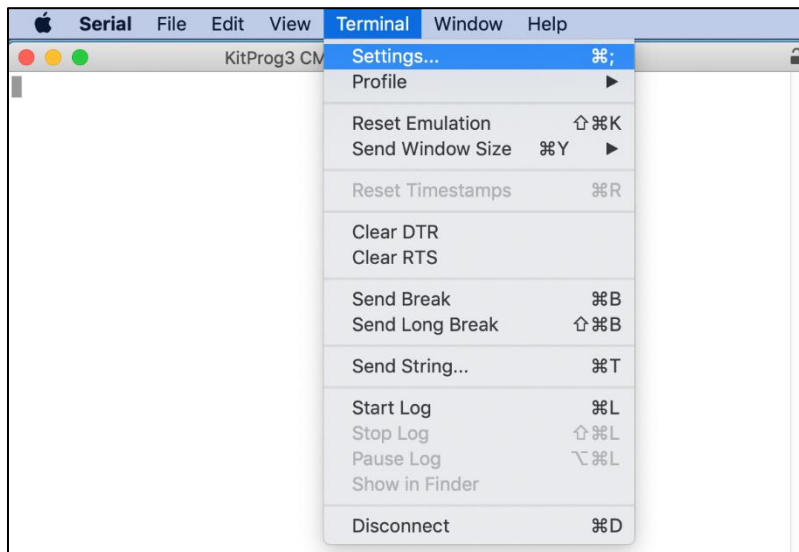 Serial File Edit View Terminal Window Help
KitProg3 CM
Settings... ⌘;
Profile ▶
Reset Emulation ⇧⌘K
Send Window Size ⌘Y ▶
Reset Timestamps ⌘R
Clear DTR
Clear RTS
Send Break ⌘B
Send Long Break ⇧⌘B
Send String... ⌘T
Start Log ⌘L
Stop Log ⇧⌘L
Pause Log ⌥⌘L
Show in Finder
Disconnect ⌘D